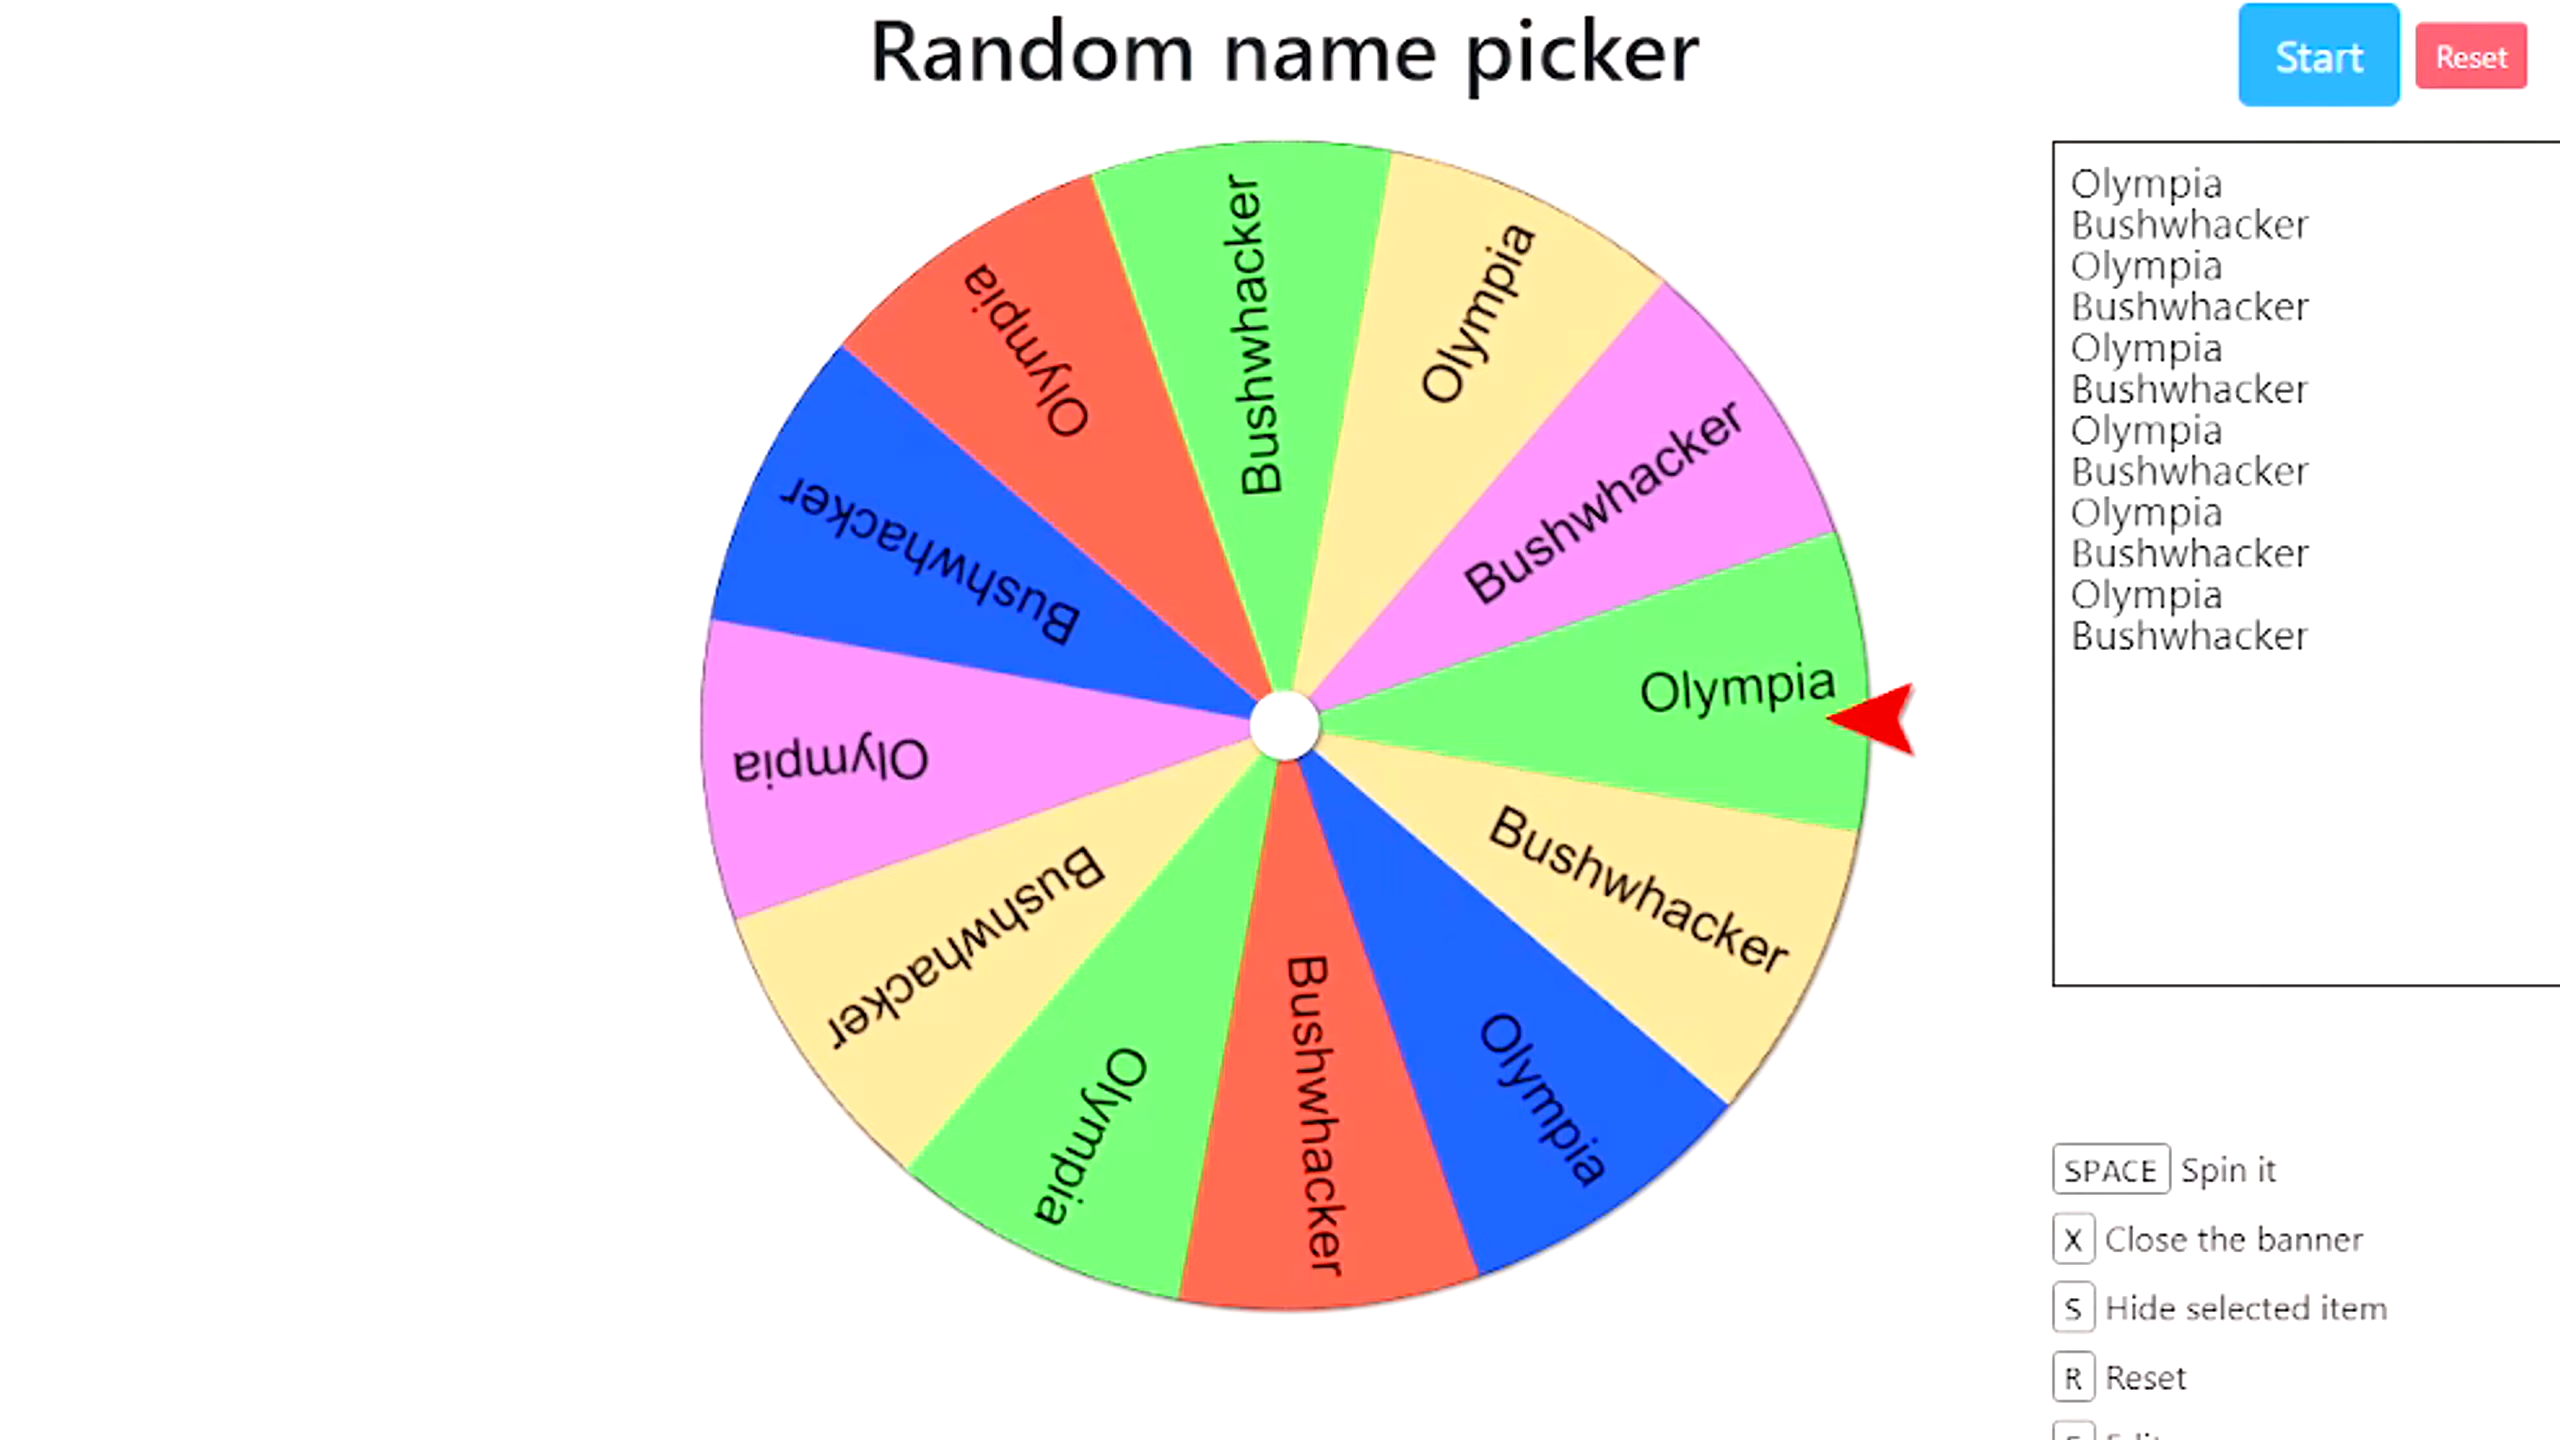 Random name picker
Start
Reset
Bushwhacker
Olympia
Bushwhacker
Olympia
Bushwhacker
Olympia
Bushwhacker
Olympia
Bushwhacker
Olympia
Bushwhacker
Olympia
Olympia
Bushwhacker
Olympia
Bushwhacker
Olympia
Bushwhacker
Olympia
Bushwhacker
Olympia
Bushwhacker
Olympia
Bushwhacker
SPACE Spin it
X Close the banner
S Hide selected item
R Reset